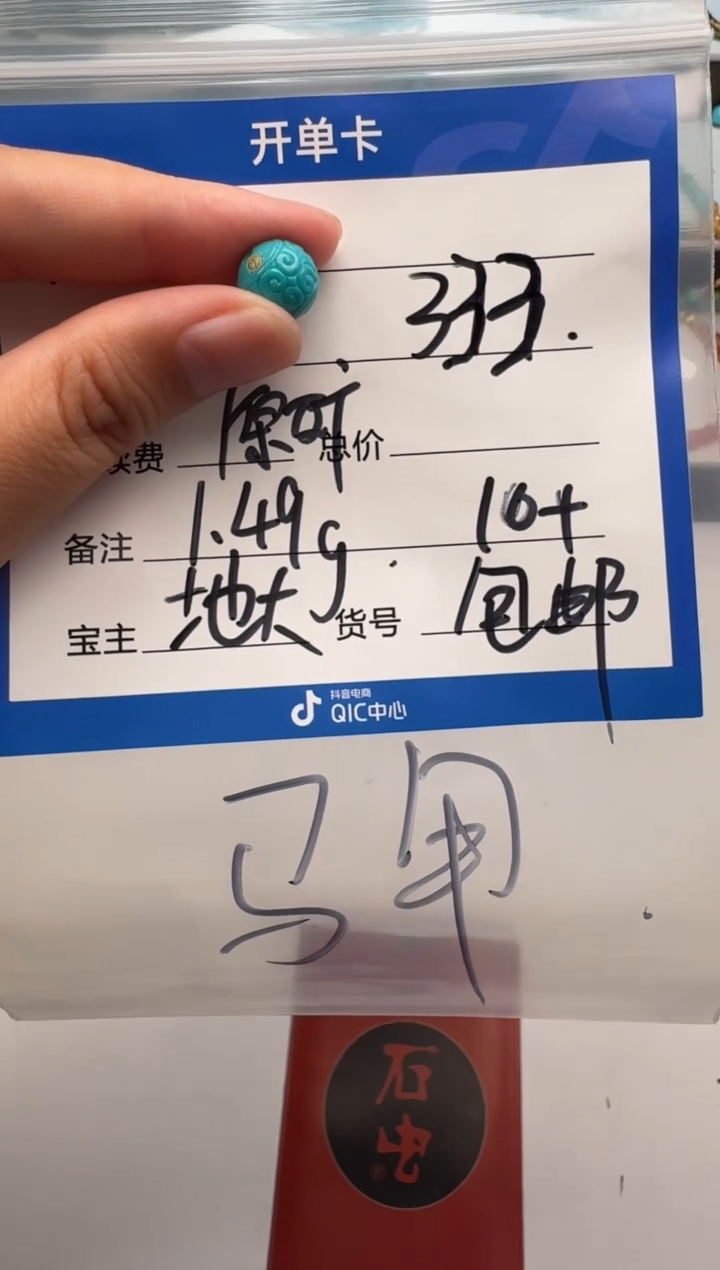 开单卡
333.
费 原矿 总价
备注 1.49g. 10+
宝主 地大 货号 包邮
抖音电商
QIC中心
马甲
石虫